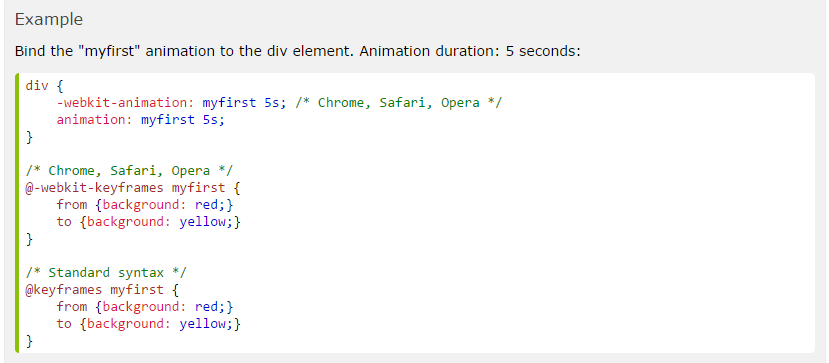 Example
Bind the "myfirst" animation to the div element. Animation duration: 5 seconds:
div {
    -webkit-animation: myfirst 5s; /* Chrome, Safari, Opera */
    animation: myfirst 5s;
}
/* Chrome, Safari, Opera */
@-webkit-keyframes myfirst {
    from {background: red;}
    to {background: yellow;}
}
/* Standard syntax */
@keyframes myfirst {
    from {background: red;}
    to {background: yellow;}
}